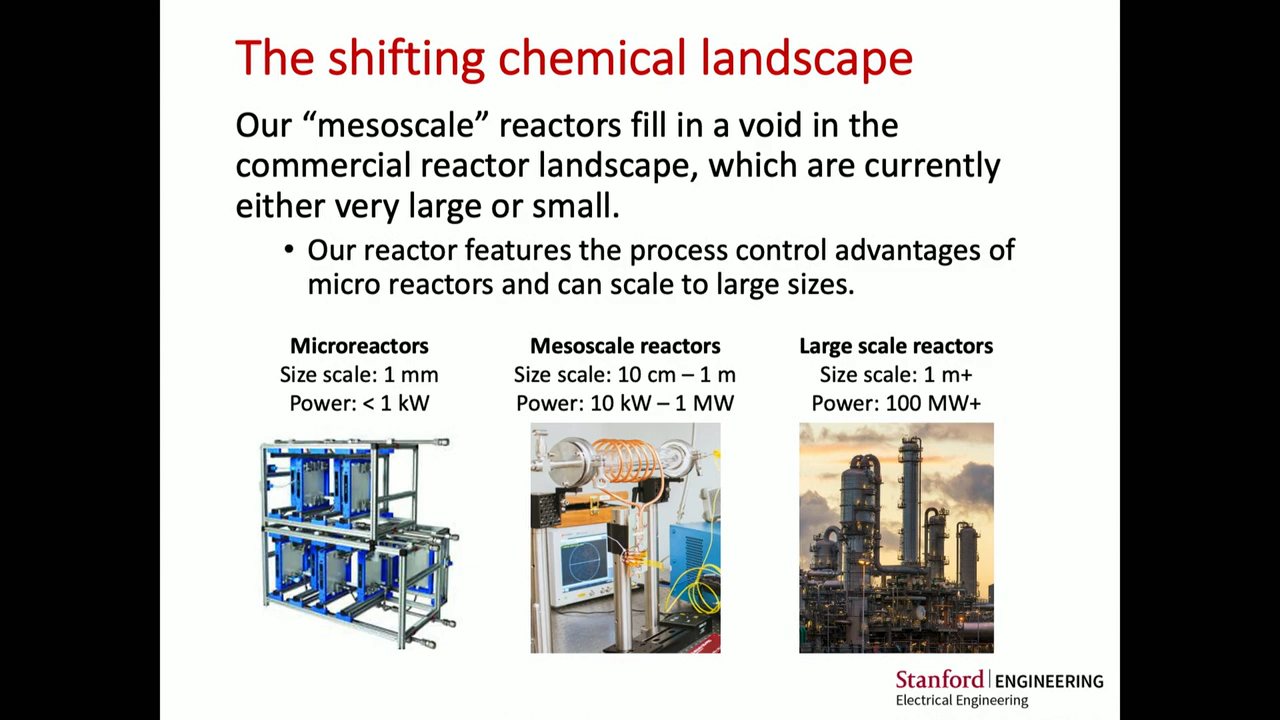 The shifting chemical landscape
Our “mesoscale” reactors fill in a void in the
commercial reactor landscape, which are currently
either very large or small.
• Our reactor features the process control advantages of
micro reactors and can scale to large sizes.
Microreactors
Size scale: 1 mm
Power: < 1 kW
Mesoscale reactors
Size scale: 10 cm – 1 m
Power: 10 kW – 1 MW
Large scale reactors
Size scale: 1 m+
Power: 100 MW+
Stanford | ENGINEERING
Electrical Engineering